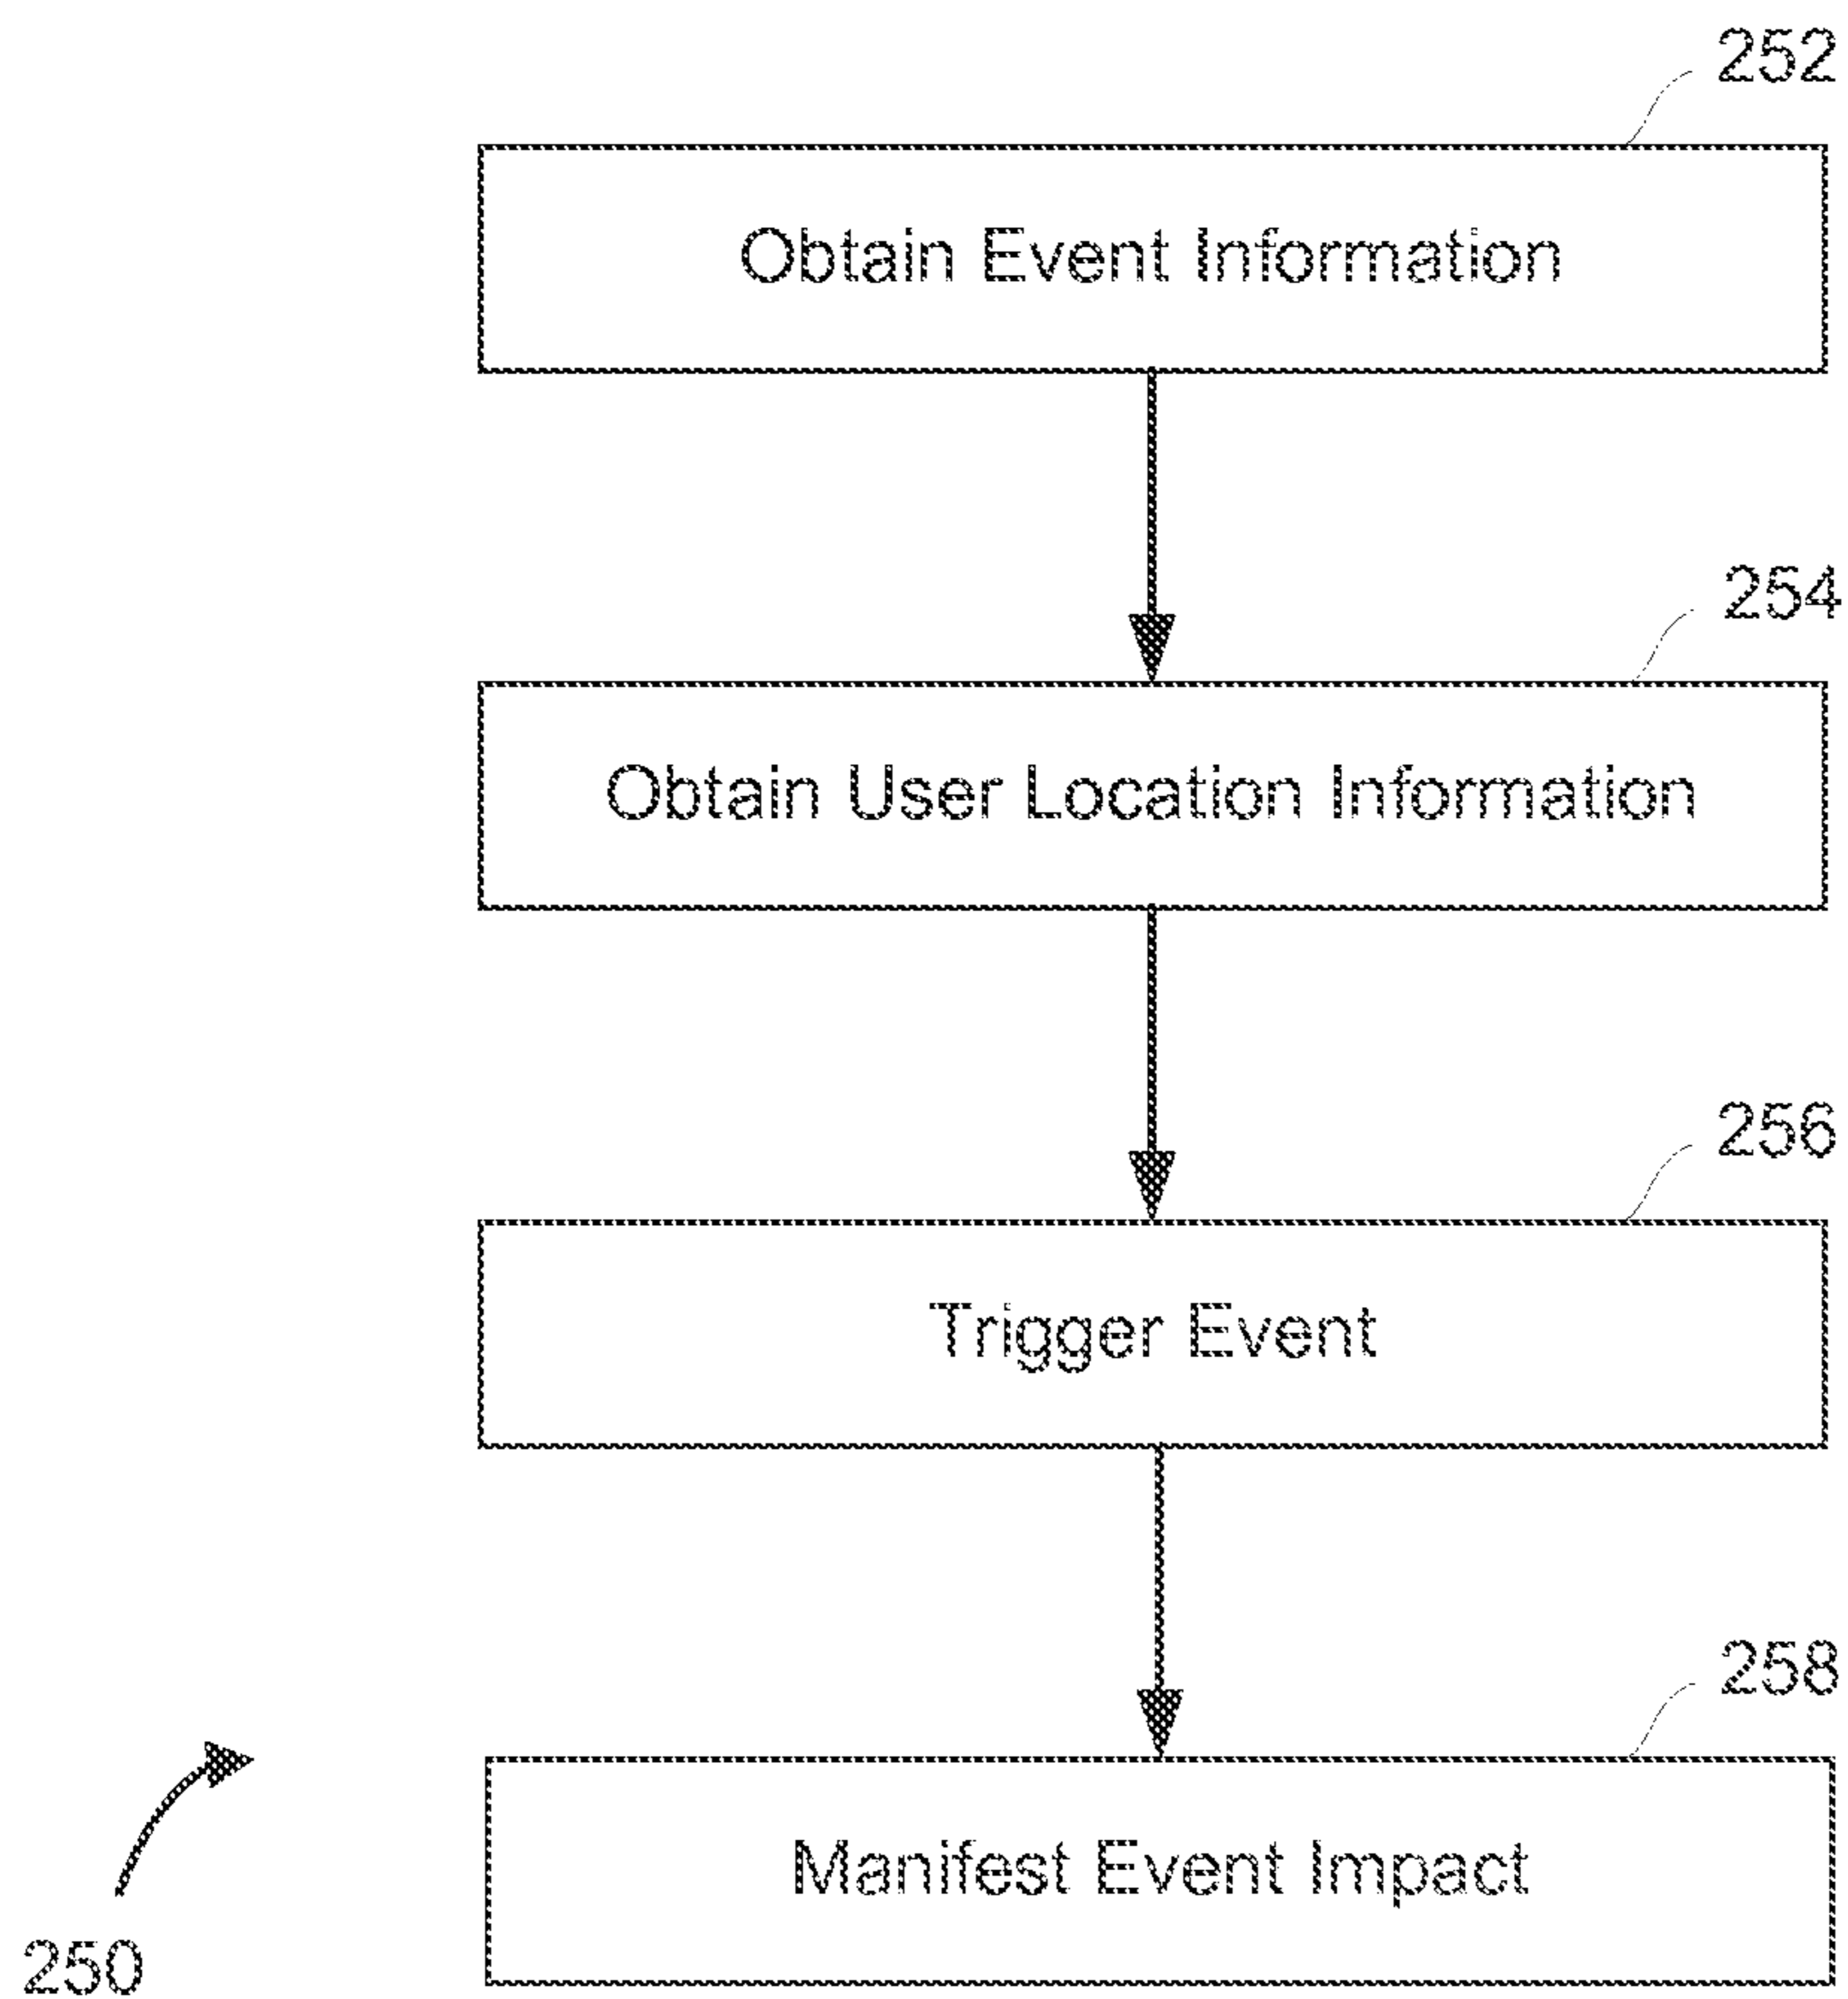 252
Obtain Event Information
254
Obtain User Location Information
256
Trigger Event
258
Manifest Event Impact
250